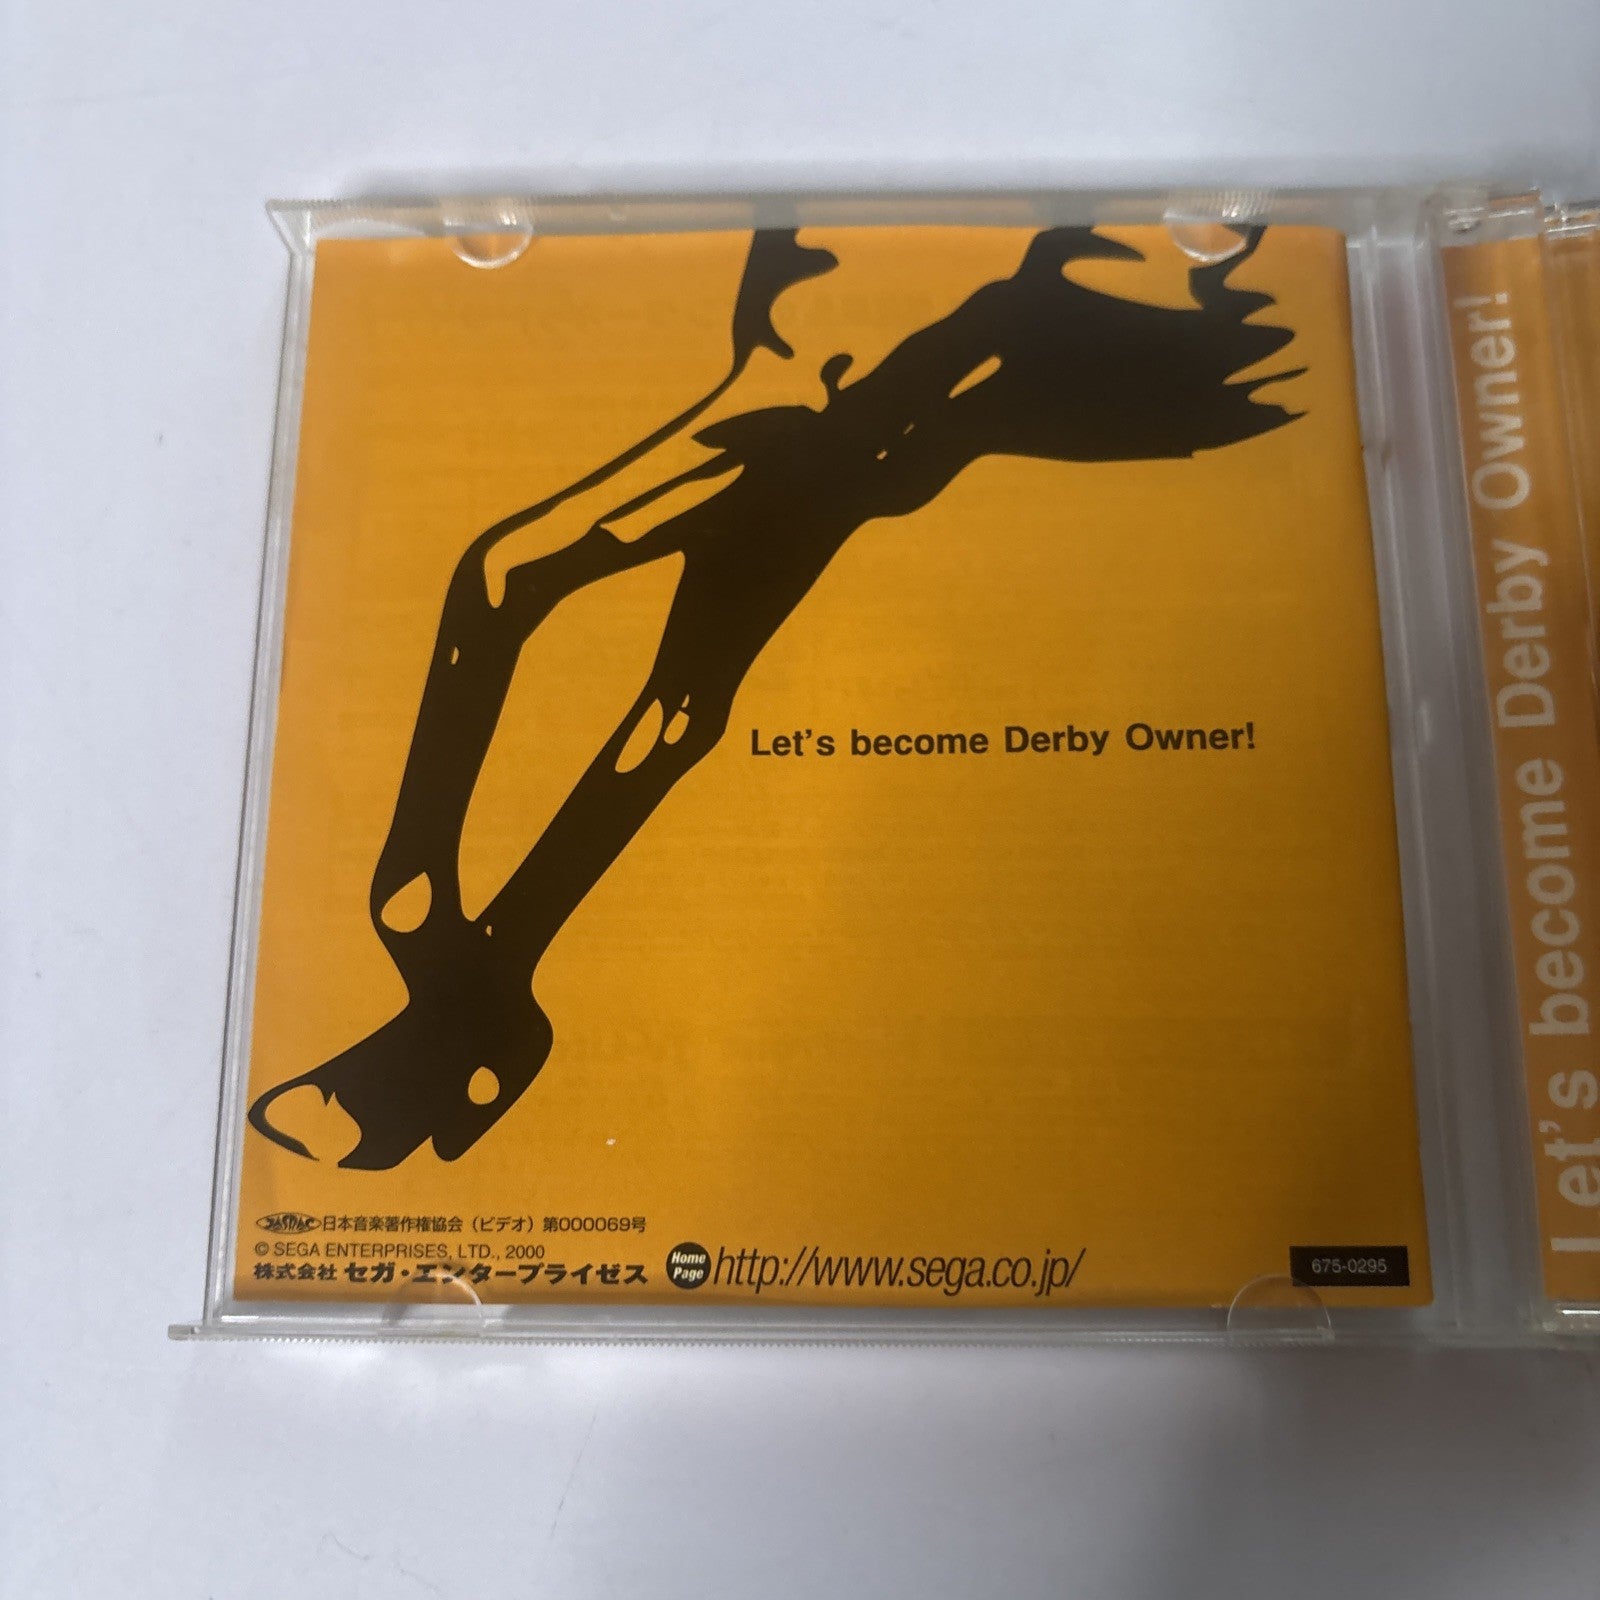 Let's become Derby Owner!
JASRAC 日本音楽著作権協会（ビデオ）第000069号
© SEGA ENTERPRISES, LTD., 2000
株式会社 セガ・エンタープライゼス
Home Page http://www.sega.co.jp/
675-0295
Let's become Derby Owner!